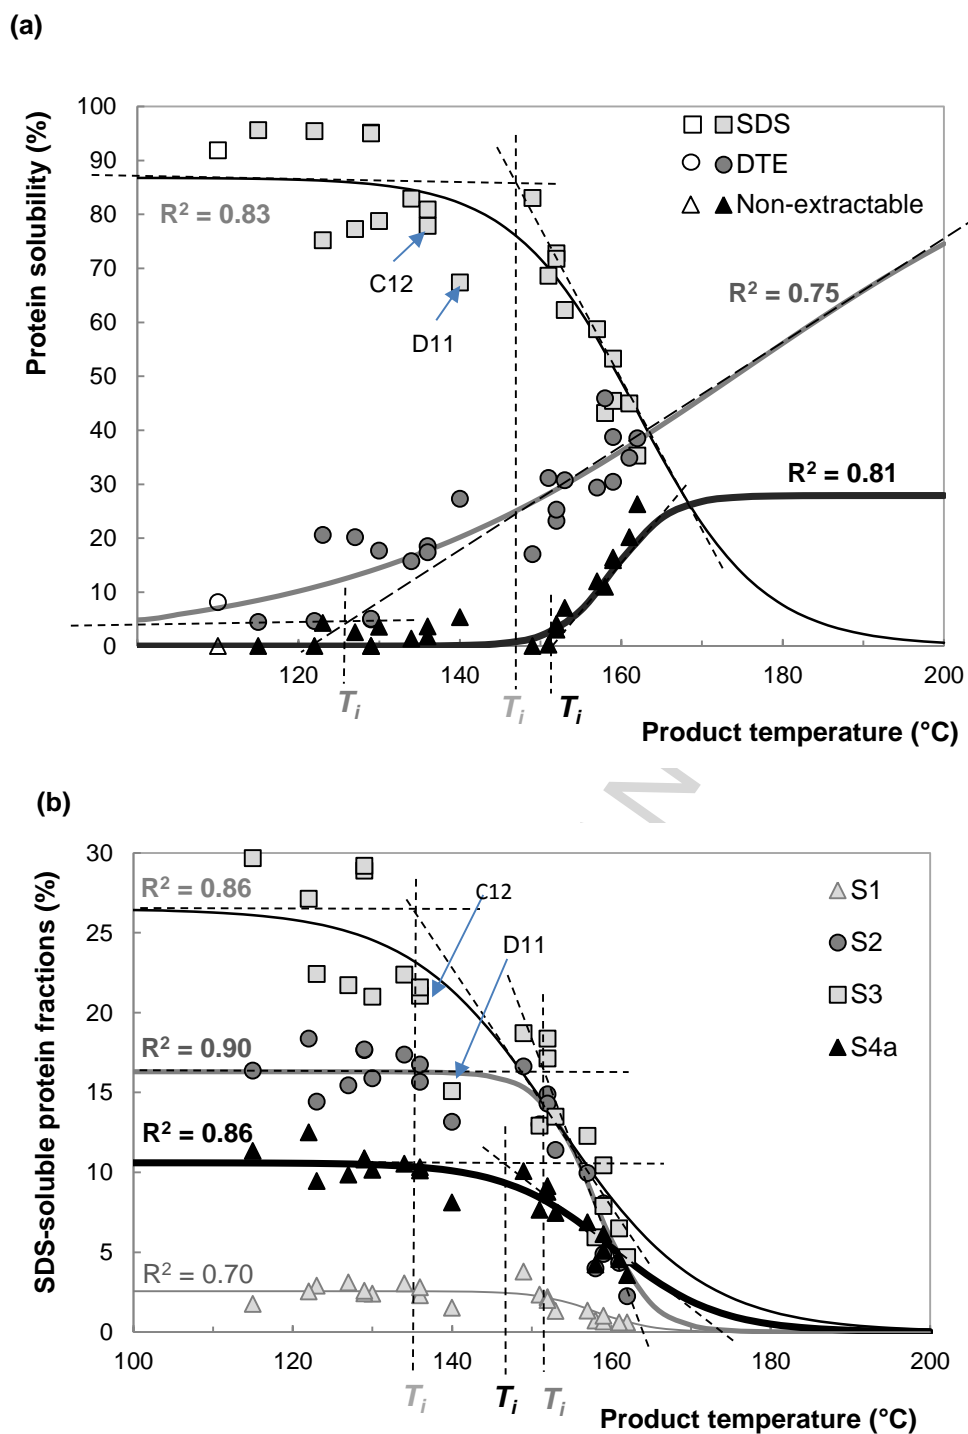 (a)
Protein solubility (%)
100
90
80
70
60
50
40
30
20
10
0
SDS
DTE
Non-extractable
R² = 0.83
C12
D11
R² = 0.75
R² = 0.81
120
140
160
180
200
Ti
Ti
Ti
Product temperature (°C)
(b)
SDS-soluble protein fractions (%)
30
25
20
15
10
5
0
R² = 0.86
C12
D11
R² = 0.90
R² = 0.86
R² = 0.70
S1
S2
S3
S4a
100
120
140
160
180
200
Ti
Ti
Ti
Product temperature (°C)